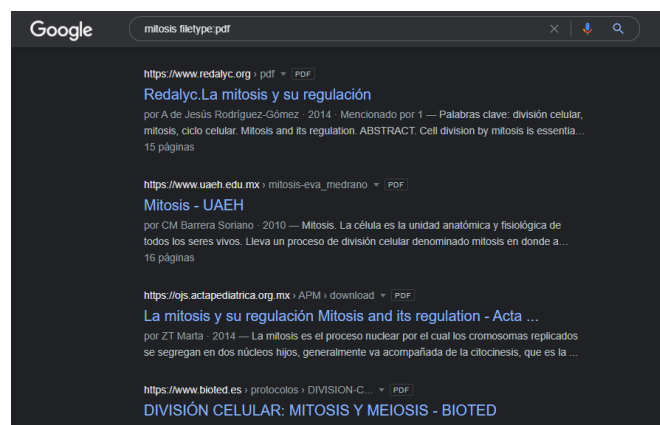 Google
mitosis filetype:pdf
https://www.redalyc.org › pdf PDF
Redalyc.La mitosis y su regulación
por A de Jesús Rodríguez-Gómez · 2014 · Mencionado por 1 — Palabras clave: división celular,
mitosis, ciclo celular. Mitosis and its regulation. ABSTRACT. Cell division by mitosis is essentia...
15 páginas
https://www.uaeh.edu.mx › mitosis-eva_medrano PDF
Mitosis - UAEH
por CM Barrera Soriano · 2010 — Mitosis. La célula es la unidad anatómica y fisiológica de
todos los seres vivos. Lleva un proceso de división celular denominado mitosis en donde a...
16 páginas
https://ojs.actapediatrica.org.mx › APM › download PDF
La mitosis y su regulación Mitosis and its regulation - Acta ...
por ZT Marta · 2014 — La mitosis es el proceso nuclear por el cual los cromosomas replicados
se segregan en dos núcleos hijos, generalmente va acompañada de la citocinesis, que es la ...
https://www.bioted.es › protocolos › DIVISION-C... PDF
DIVISIÓN CELULAR: MITOSIS Y MEIOSIS - BIOTED